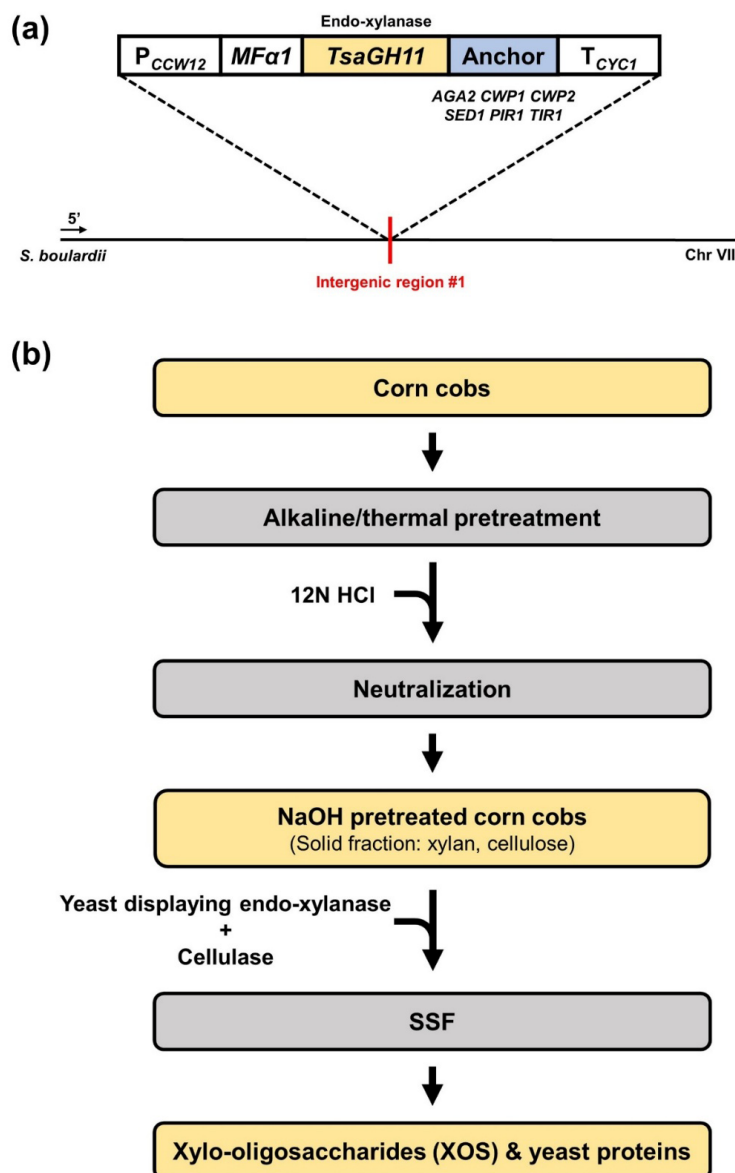 (a)
Endo-xylanase
P_CCW12 MFα1 TsaGH11 Anchor T_CYC1
AGA2 CWP1 CWP2
SED1 PIR1 TIR1
5'
S. boulardii
Chr VII
Intergenic region #1
(b)
Corn cobs
Alkaline/thermal pretreatment
12N HCl
Neutralization
NaOH pretreated corn cobs
(Solid fraction: xylan, cellulose)
Yeast displaying endo-xylanase
+
Cellulase
SSF
Xylo-oligosaccharides (XOS) & yeast proteins